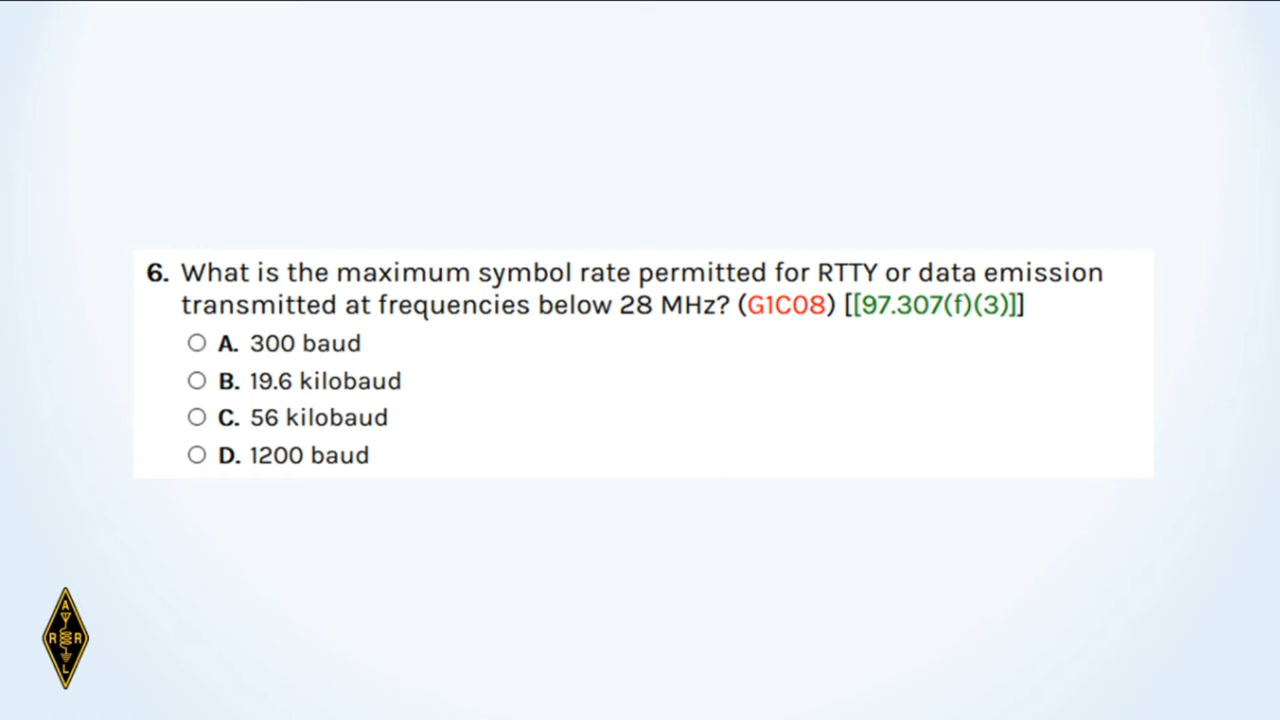 6. What is the maximum symbol rate permitted for RTTY or data emission
transmitted at frequencies below 28 MHz? (G1C08) [[97.307(f)(3)]]
A. 300 baud
B. 19.6 kilobaud
C. 56 kilobaud
D. 1200 baud
A
R R
L